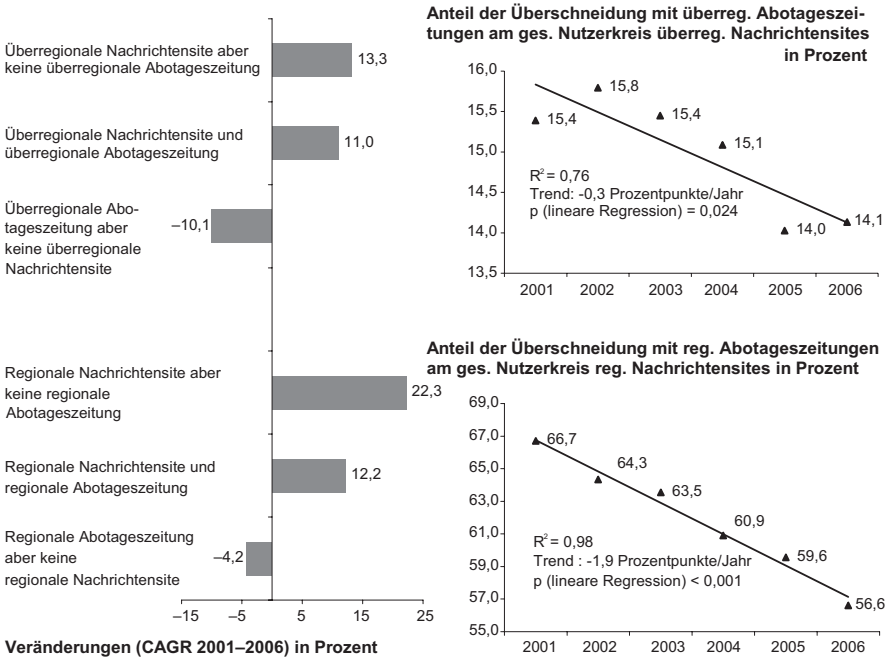 Überregionale Nachrichtensite aber
keine überregionale Abotageszeitung
13,3
Überregionale Nachrichtensite und
überregionale Abotageszeitung
11,0
Überregionale Abo-
tageszeitung aber
keine überregionale
Nachrichtensite
–10,1
Regionale Nachrichtensite aber
keine regionale
Abotageszeitung
22,3
Regionale Nachrichtensite und
regionale Abotageszeitung
12,2
Regionale Abotageszeitung
aber keine
regionale Nachrichtensite
–4,2
–15 –5 5 15 25
Veränderungen (CAGR 2001–2006) in Prozent
Anteil der Überschneidung mit überreg. Abotageszei-
tungen am ges. Nutzerkreis überreg. Nachrichtensites
in Prozent
16,0
15,5
15,0
14,5
14,0
13,5
15,4
15,8
15,4
15,1
14,0
14,1
R² = 0,76
Trend: -0,3 Prozentpunkte/Jahr
p (lineare Regression) = 0,024
2001 2002 2003 2004 2005 2006
Anteil der Überschneidung mit reg. Abotageszeitungen
am ges. Nutzerkreis reg. Nachrichtensites in Prozent
69,0
67,0
65,0
63,0
61,0
59,0
57,0
55,0
66,7
64,3
63,5
60,9
59,6
56,6
R² = 0,98
Trend : -1,9 Prozentpunkte/Jahr
p (lineare Regression) < 0,001
2001 2002 2003 2004 2005 2006